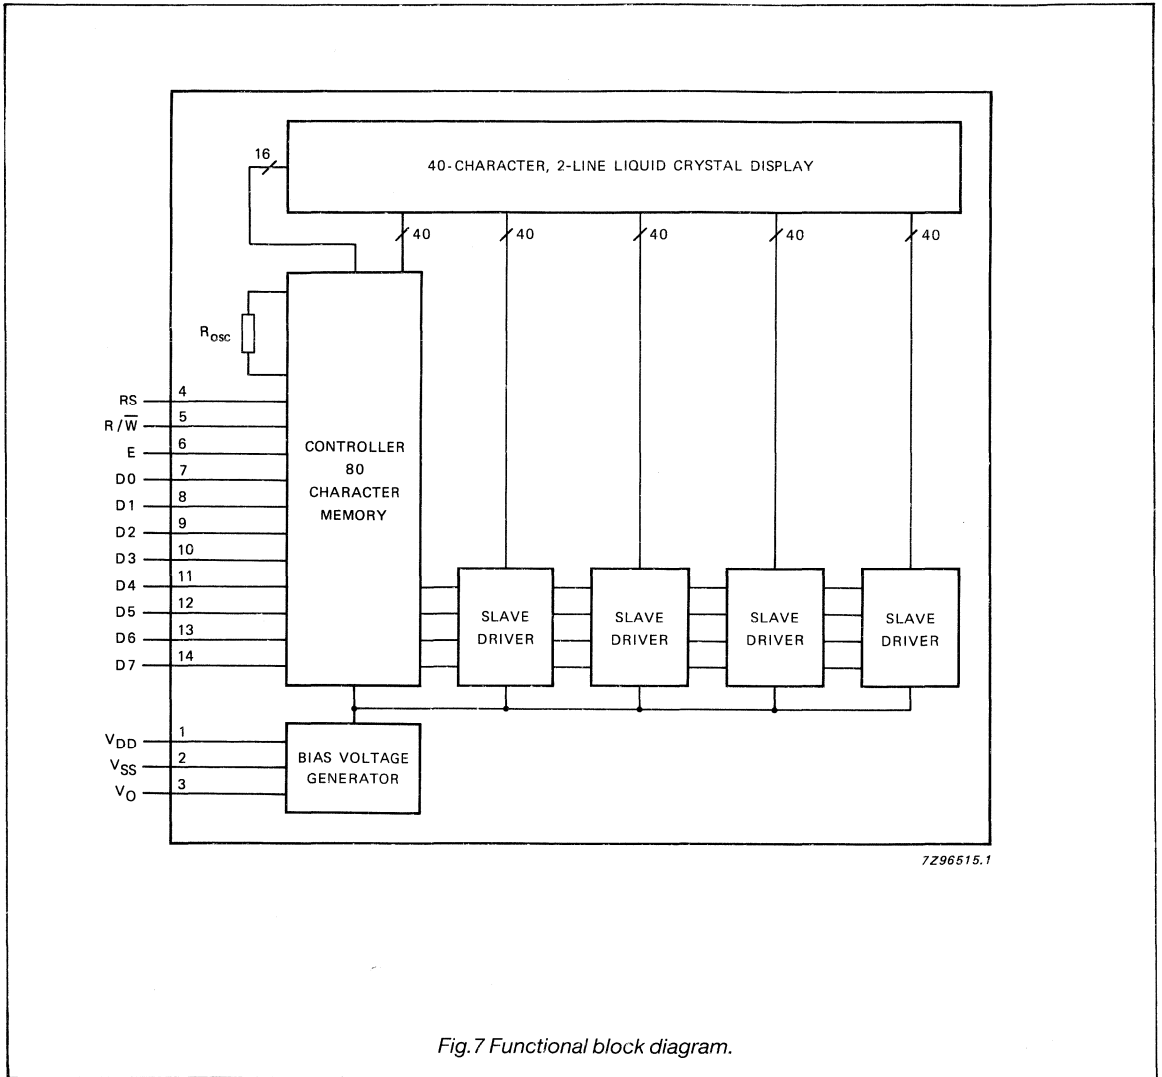 40-CHARACTER, 2-LINE LIQUID CRYSTAL DISPLAY
16
40
40
40
40
40
Rosc
CONTROLLER
80
CHARACTER
MEMORY
RS 4
R/W̅ 5
E 6
D0 7
D1 8
D2 9
D3 10
D4 11
D5 12
D6 13
D7 14
SLAVE
DRIVER
SLAVE
DRIVER
SLAVE
DRIVER
SLAVE
DRIVER
VDD 1
VSS 2
VO 3
BIAS VOLTAGE
GENERATOR
7Z96515.1
Fig.7 Functional block diagram.